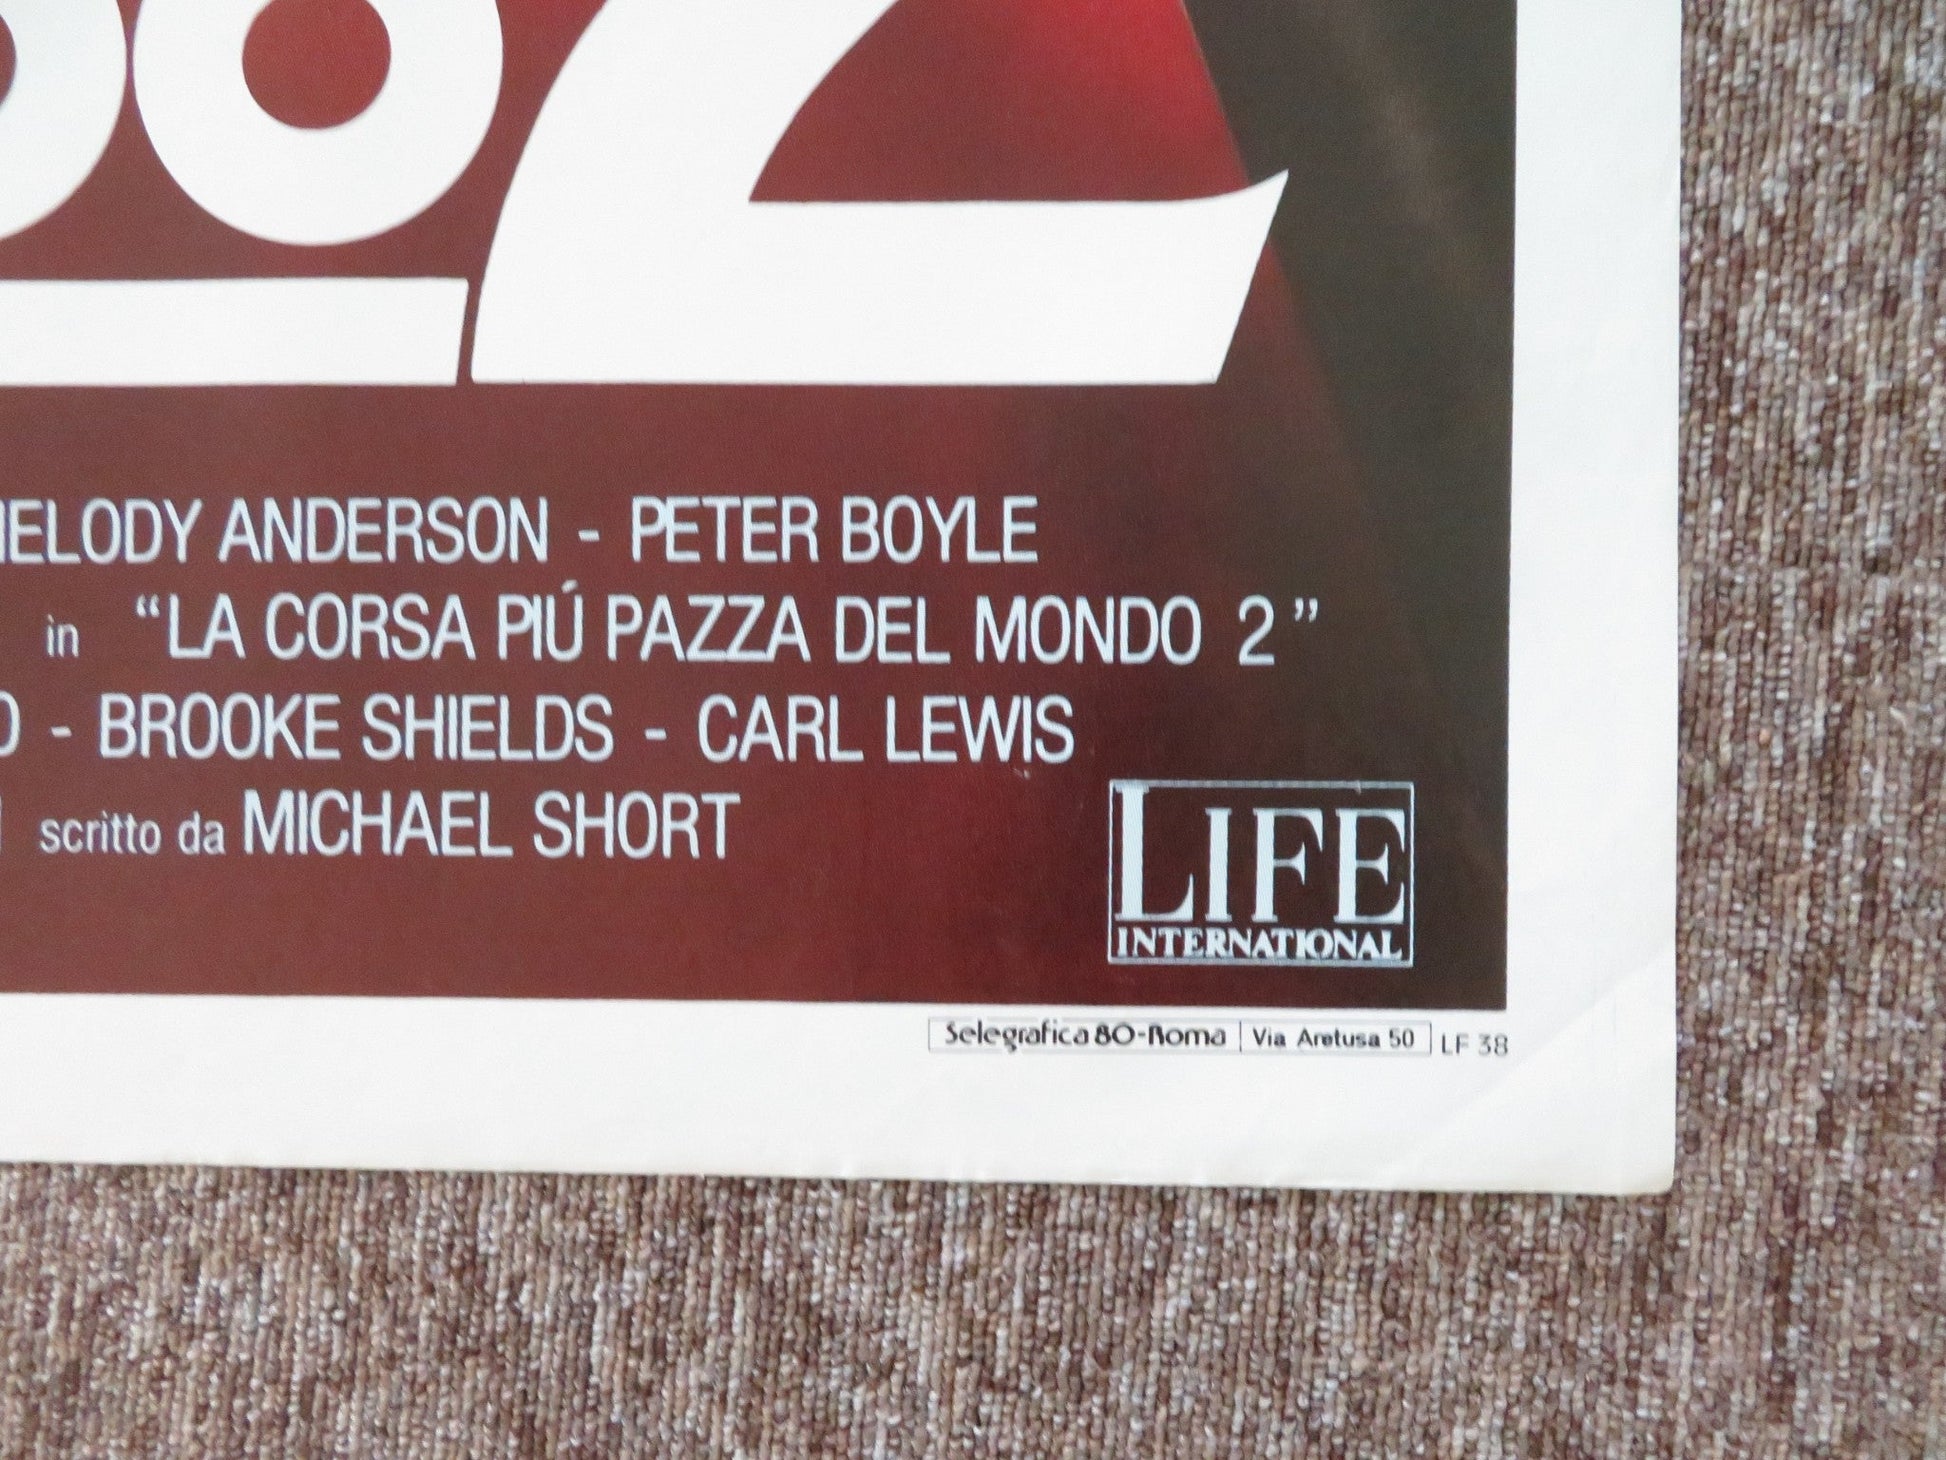 MELODY ANDERSON - PETER BOYLE
in "LA CORSA PIÚ PAZZA DEL MONDO 2"
- BROOKE SHIELDS - CARL LEWIS
scritto da MICHAEL SHORT
LIFE
INTERNATIONAL
Selegrafica 80-Roma Via Aretusa 50 LF 38